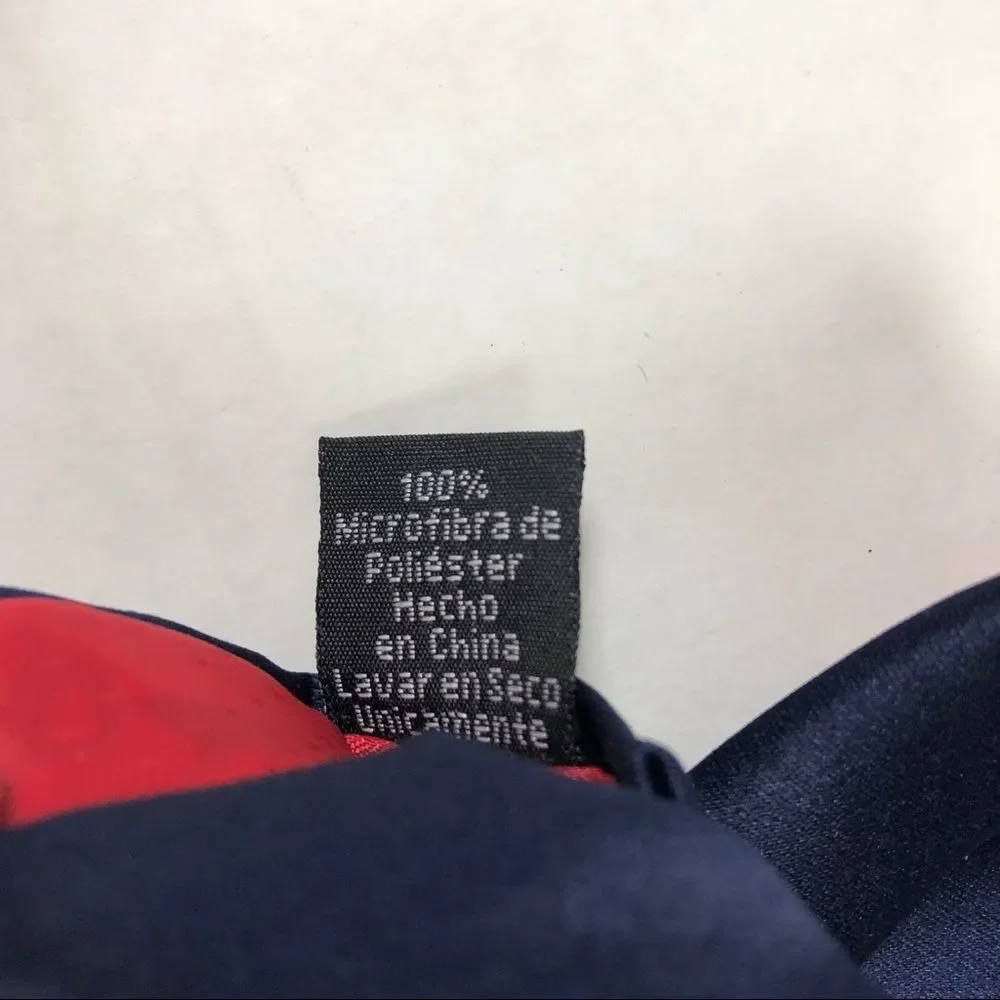 100%
Microfibra de
Poliéster
Hecho
en China
Lavar en Seco
Unicamente